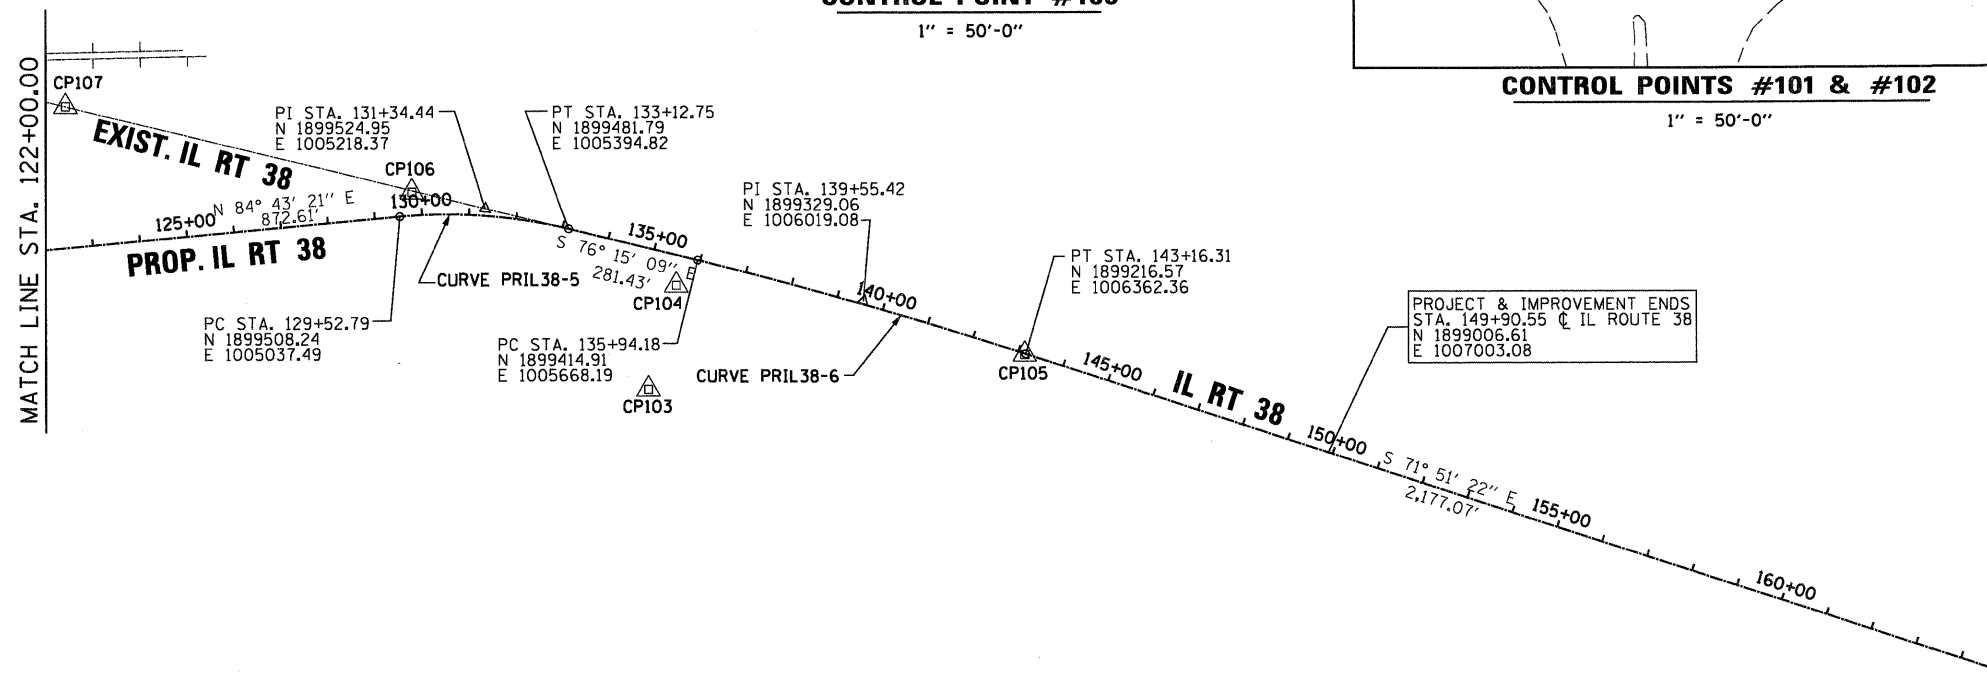 CONTROL POINT #100
1" = 50'-0"
CONTROL POINTS #101 & #102
1" = 50'-0"
MATCH LINE STA. 122+00.00
CP107
EXIST. IL RT 38
PI STA. 131+34.44
N 1899524.95
E 1005218.37
CP106
130+00
N 84° 43' 21" E
872.61'
125+00
PROP. IL RT 38
PT STA. 133+12.75
N 1899481.79
E 1005394.82
135+00
S 76° 15' 09" E
281.43'
CURVE PRIL38-5
CP104
PC STA. 129+52.79
N 1899508.24
E 1005037.49
PC STA. 135+94.18
N 1899414.91
E 1005668.19
CP103
PI STA. 139+55.42
N 1899329.06
E 1006019.08
140+00
CURVE PRIL38-6
PT STA. 143+16.31
N 1899216.57
E 1006362.36
CP105
145+00
IL RT 38
PROJECT & IMPROVEMENT ENDS
STA. 149+90.55 ℄ IL ROUTE 38
N 1899006.61
E 1007003.08
150+00
S 71° 51' 22" E
2,177.07'
155+00
160+00